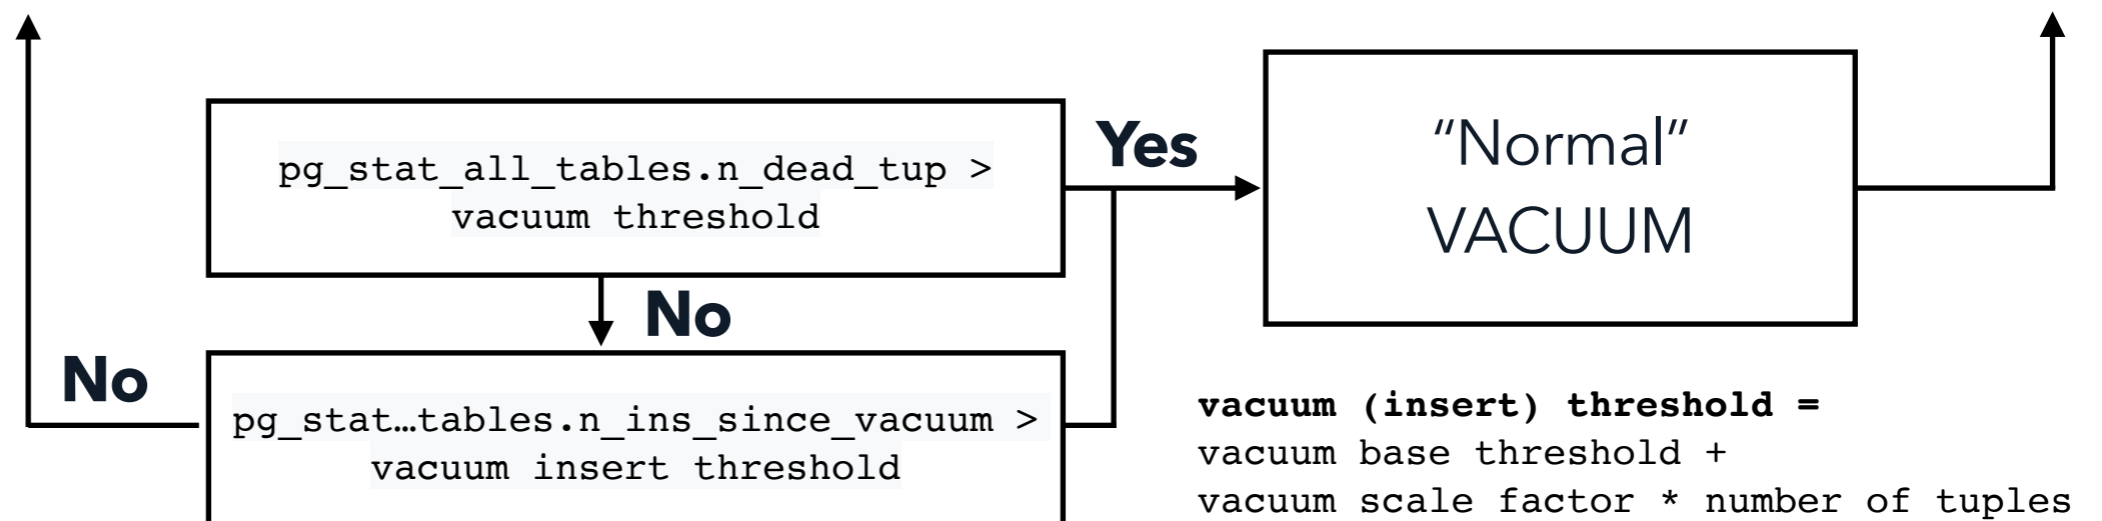 pg_stat_all_tables.n_dead_tup >
vacuum threshold
Yes
“Normal”
VACUUM
No
No
pg_stat…tables.n_ins_since_vacuum >
vacuum insert threshold
vacuum (insert) threshold =
vacuum base threshold +
vacuum scale factor * number of tuples